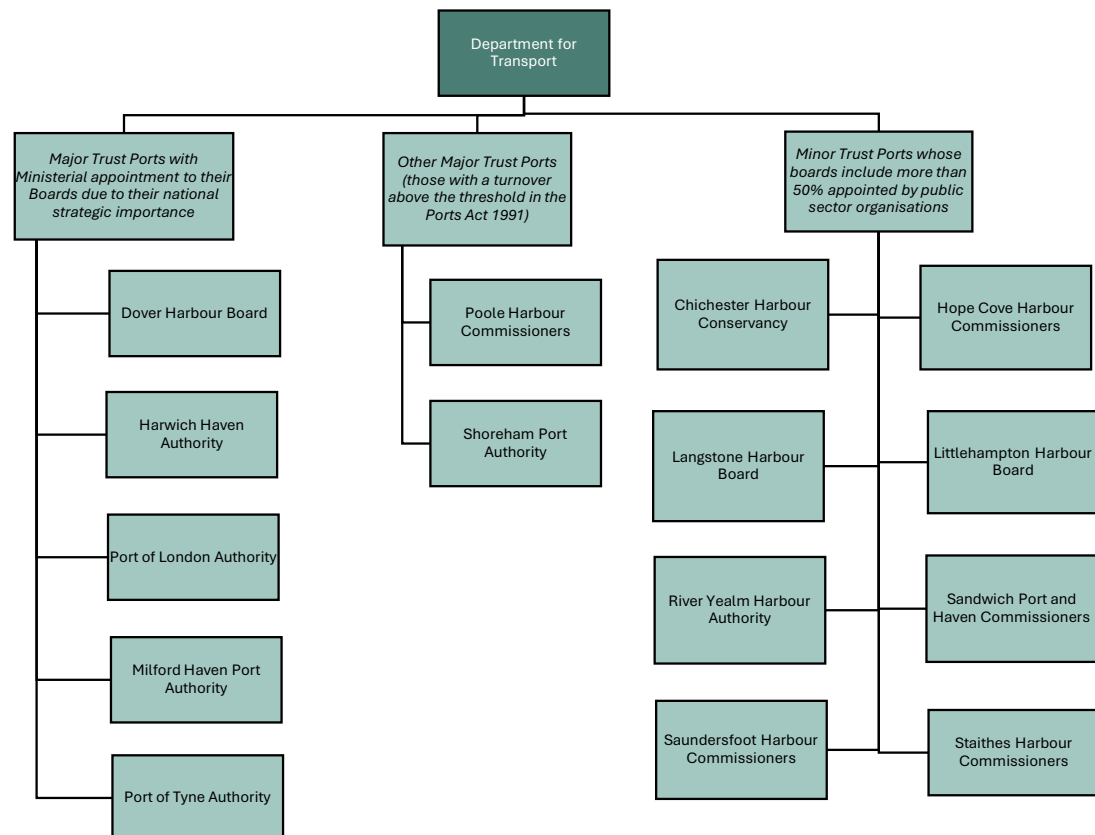 Department for
Transport
Major Trust Ports with
Ministerial appointment to their
Boards due to their national
strategic importance
Other Major Trust Ports
(those with a turnover
above the threshold in the
Ports Act 1991)
Minor Trust Ports whose
boards include more than
50% appointed by public
sector organisations
Dover Harbour Board
Harwich Haven
Authority
Port of London Authority
Milford Haven Port
Authority
Port of Tyne Authority
Poole Harbour
Commissioners
Shoreham Port
Authority
Chichester Harbour
Conservancy
Hope Cove Harbour
Commissioners
Langstone Harbour
Board
Littlehampton Harbour
Board
River Yealm Harbour
Authority
Sandwich Port and
Haven Commissioners
Saundersfoot Harbour
Commissioners
Staithes Harbour
Commissioners